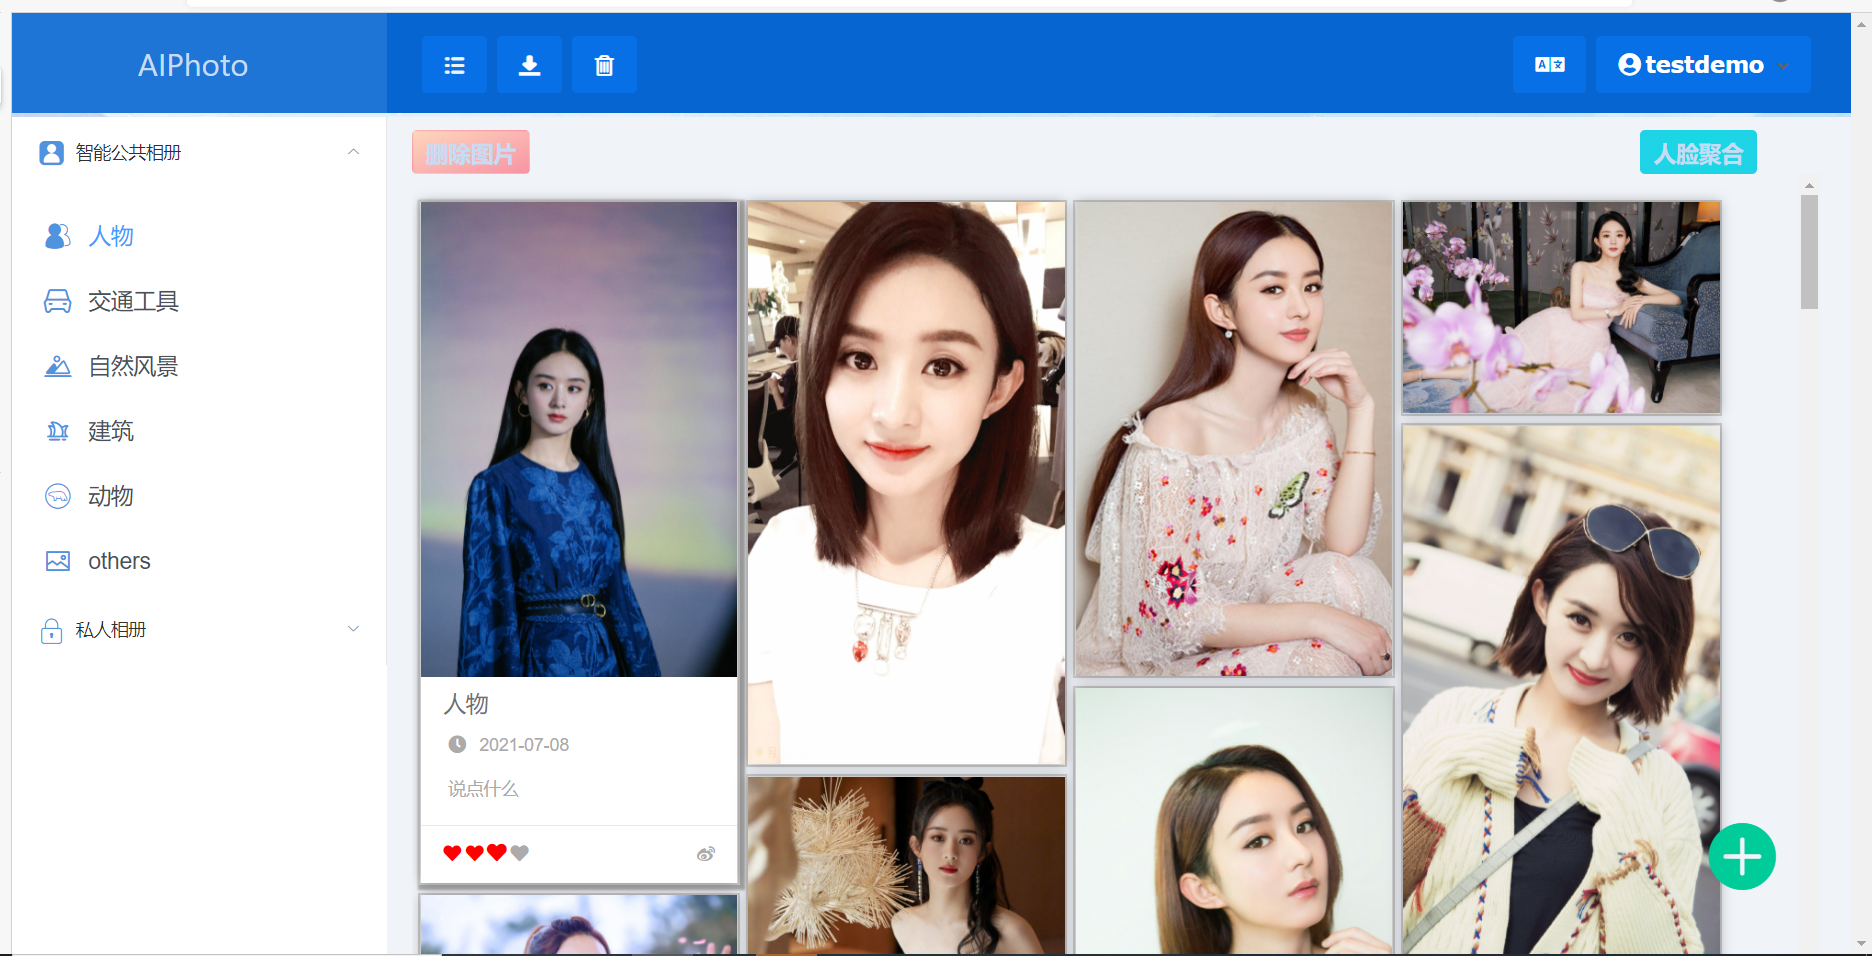 AIPhoto
testdemo
智能公共相册
删除图片
人脸聚合
人物
交通工具
自然风景
建筑
动物
others
私人相册
人物
2021-07-08
说点什么